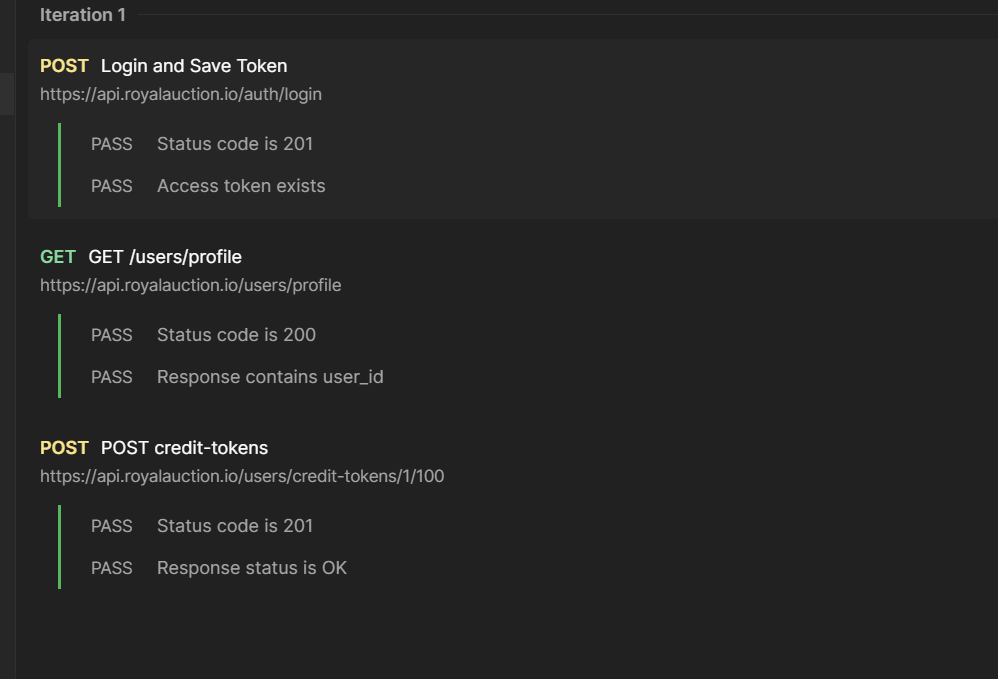 Iteration 1
POST Login and Save Token
https://api.royalauction.io/auth/login
PASS Status code is 201
PASS Access token exists
GET GET /users/profile
https://api.royalauction.io/users/profile
PASS Status code is 200
PASS Response contains user_id
POST POST credit-tokens
https://api.royalauction.io/users/credit-tokens/1/100
PASS Status code is 201
PASS Response status is OK